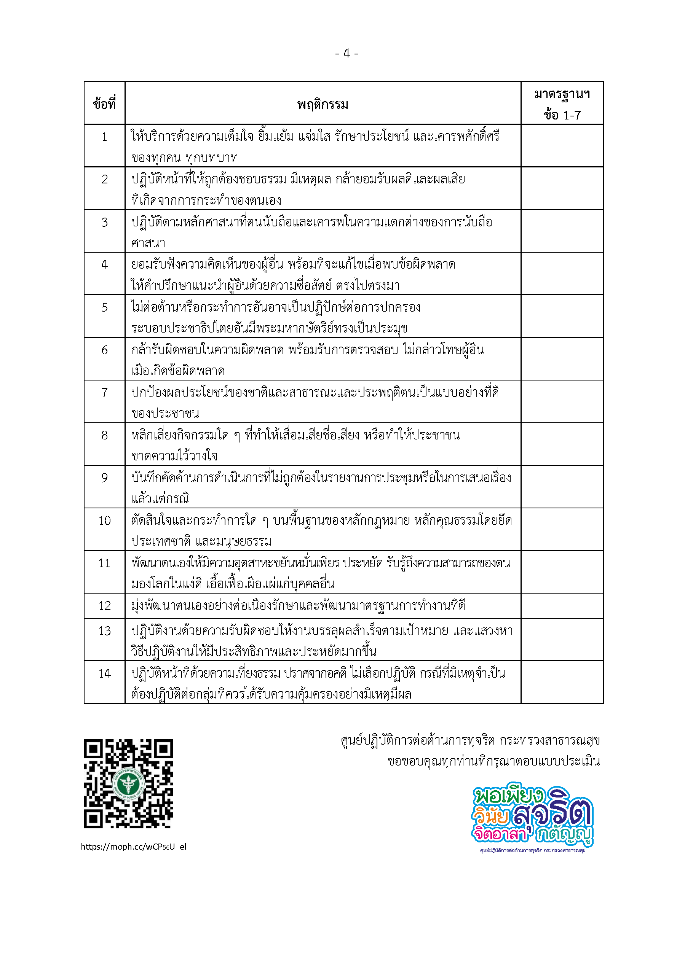 - 4 -
ข้อที่ พฤติกรรม มาตรฐานฯ ข้อ 1-7
1 ให้บริการด้วยความเต็มใจ ยิ้มแย้ม แจ่มใส รักษาประโยชน์ และเคารพศักดิ์ศรี
ของทุกคน ทุกบทบาท
2 ปฏิบัติหน้าที่ให้ถูกต้องชอบธรรม มีเหตุผล กล้ายอมรับผลดีและผลเสีย
ที่เกิดจากการกระทำของตนเอง
3 ปฏิบัติตามหลักศาสนาที่ตนนับถือและเคารพในความแตกต่างของการนับถือ
ศาสนา
4 ยอมรับฟังความคิดเห็นของผู้อื่น พร้อมที่จะแก้ไขเมื่อพบข้อผิดพลาด
ให้คำปรึกษาแนะนำผู้อื่นด้วยความซื่อสัตย์ ตรงไปตรงมา
5 ไม่ต่อต้านหรือกระทำการอันอาจเป็นปฏิปักษ์ต่อการปกครอง
ระบอบประชาธิปไตยอันมีพระมหากษัตริย์ทรงเป็นประมุข
6 กล้ารับผิดชอบในความผิดพลาด พร้อมรับการตรวจสอบ ไม่กล่าวโทษผู้อื่น
เมื่อเกิดข้อผิดพลาด
7 ปกป้องผลประโยชน์ของชาติและสาธารณะและประพฤติตนเป็นแบบอย่างที่ดี
ของประชาชน
8 หลีกเลี่ยงกิจกรรมใด ๆ ที่ทำให้เสื่อมเสียชื่อเสียง หรือทำให้ประชาชน
ขาดความไว้วางใจ
9 บันทึกคัดค้านการดำเนินการที่ไม่ถูกต้องในรายงานการประชุมหรือในการเสนอเรื่อง
แล้วแต่กรณี
10 ตัดสินใจและกระทำการใด ๆ บนพื้นฐานของหลักกฎหมาย หลักคุณธรรมโดยยึด
ประเทศชาติ และมนุษยธรรม
11 พัฒนาตนเองให้มีความอุตสาหะขยันหมั่นเพียร ประหยัด รับรู้ถึงความสามารถของตน
มองโลกในแง่ดี เอื้อเฟื้อเผื่อแผ่แก่บุคคลอื่น
12 มุ่งพัฒนาตนเองอย่างต่อเนื่องรักษาและพัฒนามาตรฐานการทำงานที่ดี
13 ปฏิบัติงานด้วยความรับผิดชอบให้งานบรรลุผลสำเร็จตามเป้าหมาย และแสวงหา
วิธีปฏิบัติงานให้มีประสิทธิภาพและประหยัดมากขึ้น
14 ปฏิบัติหน้าที่ด้วยความเที่ยงธรรม ปราศจากอคติ ไม่เลือกปฏิบัติ กรณีที่มีเหตุจำเป็น
ต้องปฏิบัติต่อกลุ่มที่ควรได้รับความคุ้มครองอย่างมีเหตุมีผล
ศูนย์ปฏิบัติการต่อต้านการทุจริต กระทรวงสาธารณสุข
ขอขอบคุณทุกท่านที่กรุณาตอบแบบประเมิน
พอเพียง
วินัย สุจริต
จิตอาสา กตัญญู
ศูนย์ปฏิบัติการต่อต้านการทุจริต กระทรวงสาธารณสุข